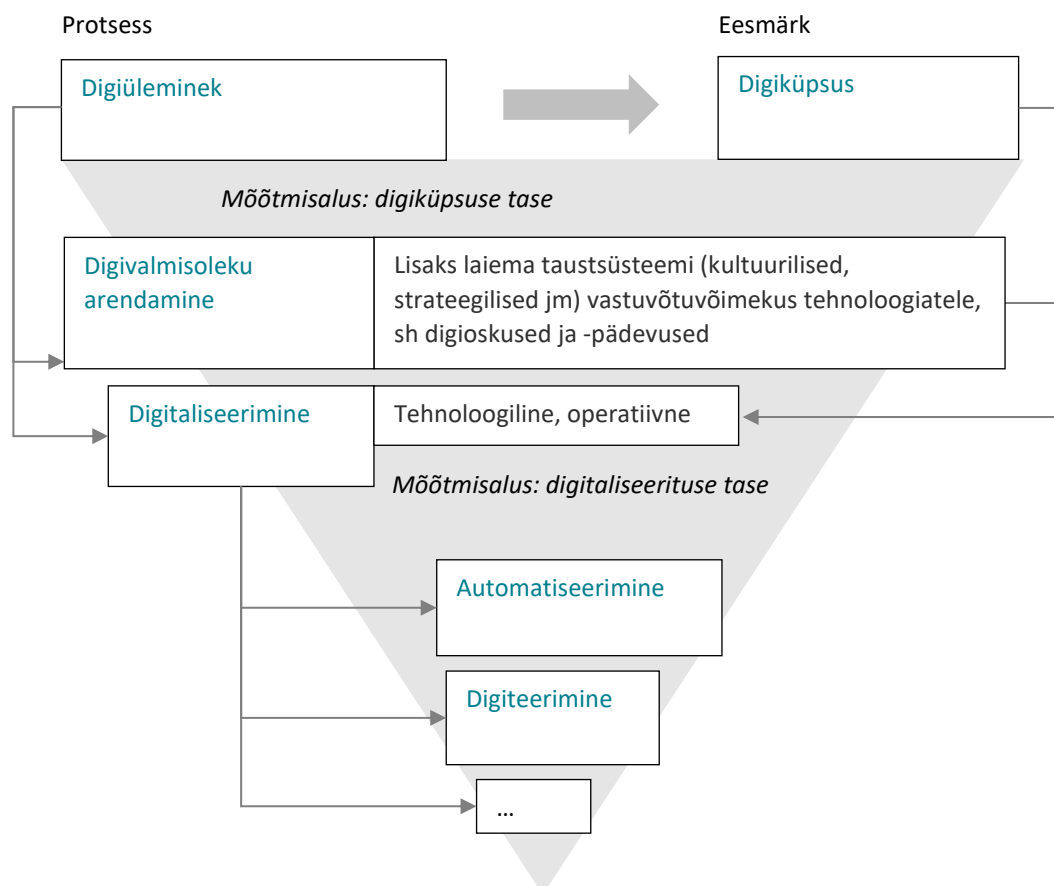 Protsess
Eesmärk
Digiüleminek
Digiküpsus
Mõõtmisalus: digiküpsuse tase
Digivalmisoleku
arendamine
Lisaks laiema taustsüsteemi (kultuurilised,
strateegilised jm) vastuvõtuvõimekus tehnoloogiatele,
sh digioskused ja -pädevused
Digitaliseerimine
Tehnoloogiline, operatiivne
Mõõtmisalus: digitaliseerituse tase
Automatiseerimine
Digiteerimine
...